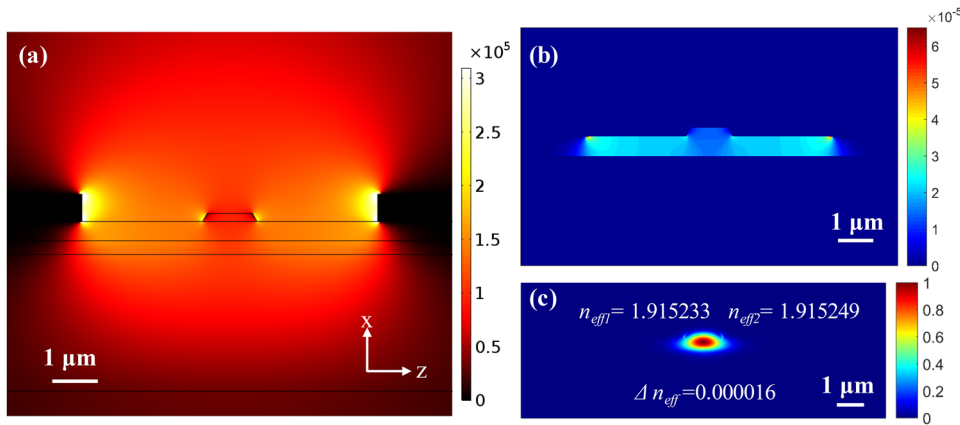 (a)
×10⁵
3
2.5
2
1.5
1
0.5
0
1 μm
x
z
(b)
×10⁻⁵
6
5
4
3
2
1
0
1 μm
(c)
n_eff1= 1.915233 n_eff2= 1.915249
Δ n_eff=0.000016
1 μm
1
0.8
0.6
0.4
0.2
0